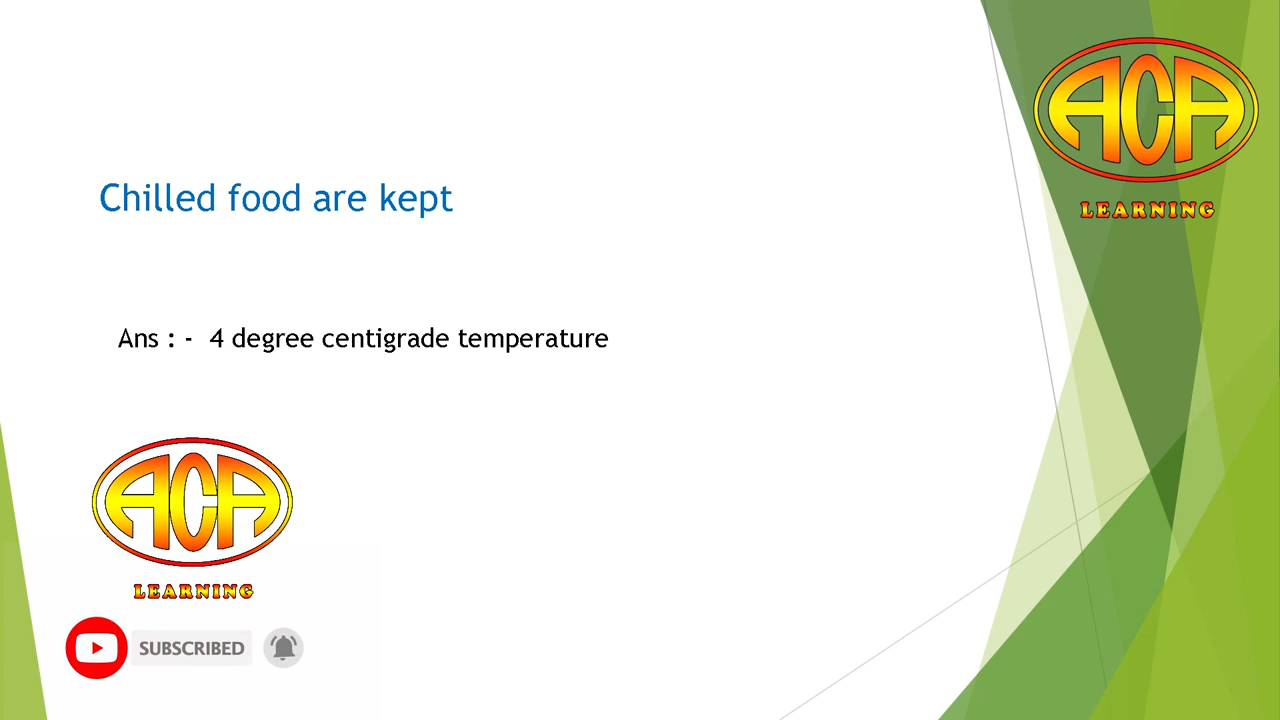 ACA
LEARNING
Chilled food are kept
Ans : - 4 degree centigrade temperature
ACA
LEARNING
SUBSCRIBED